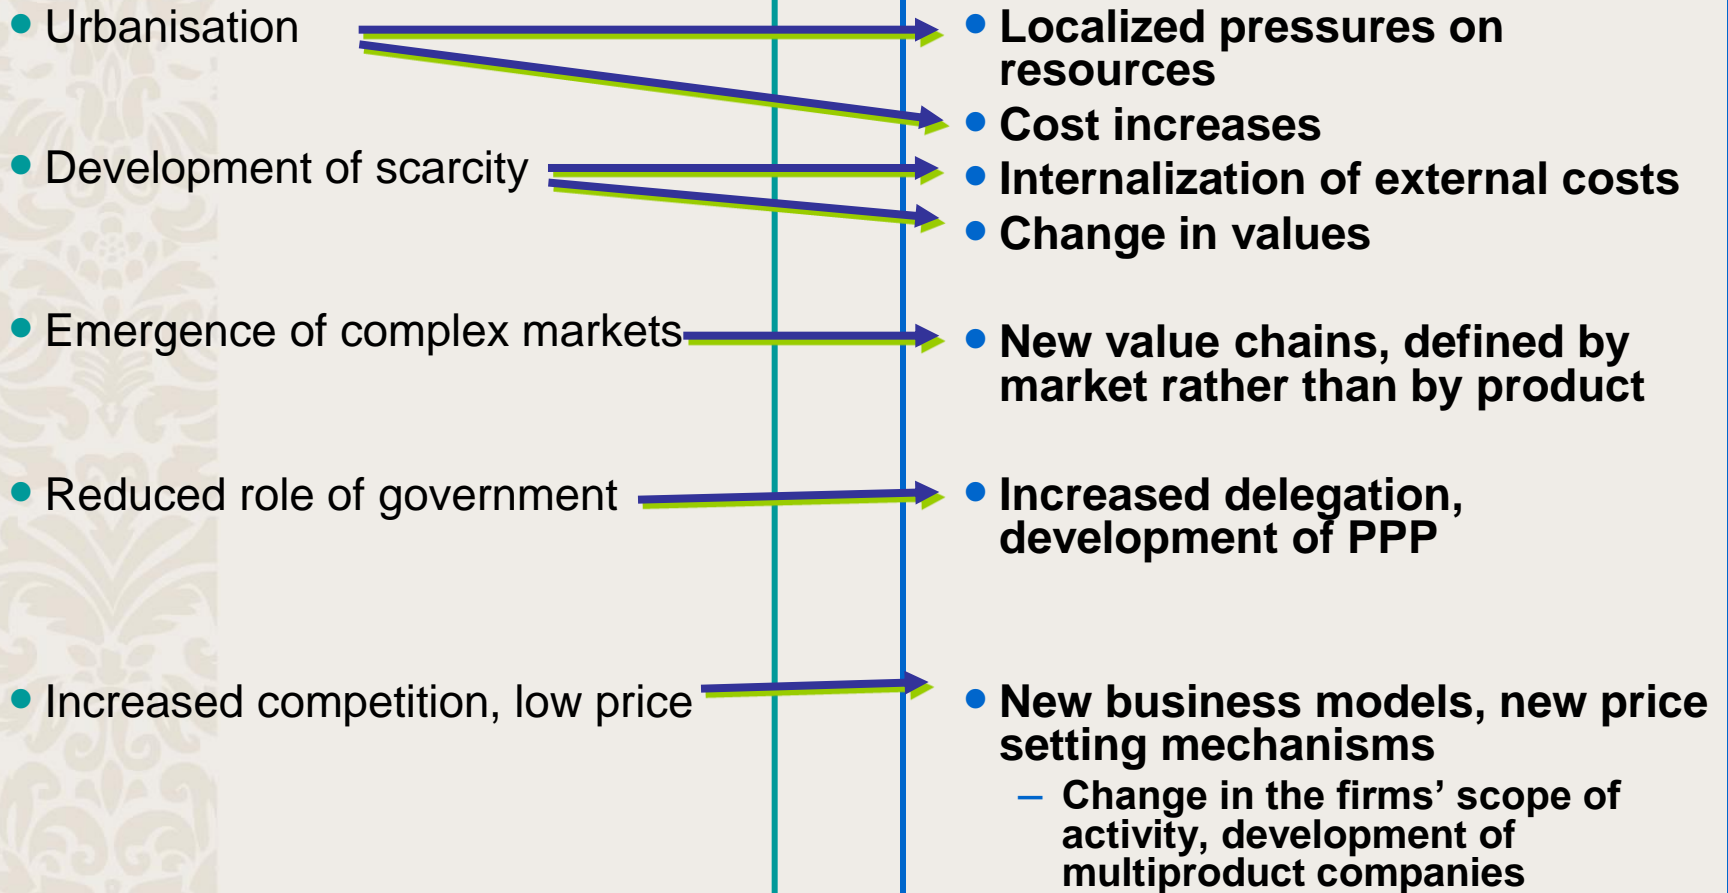 • Urbanisation
• Development of scarcity
• Emergence of complex markets
• Reduced role of government
• Increased competition, low price
• Localized pressures on
resources
• Cost increases
• Internalization of external costs
• Change in values
• New value chains, defined by
market rather than by product
• Increased delegation,
development of PPP
• New business models, new price
setting mechanisms
– Change in the firms’ scope of
activity, development of
multiproduct companies